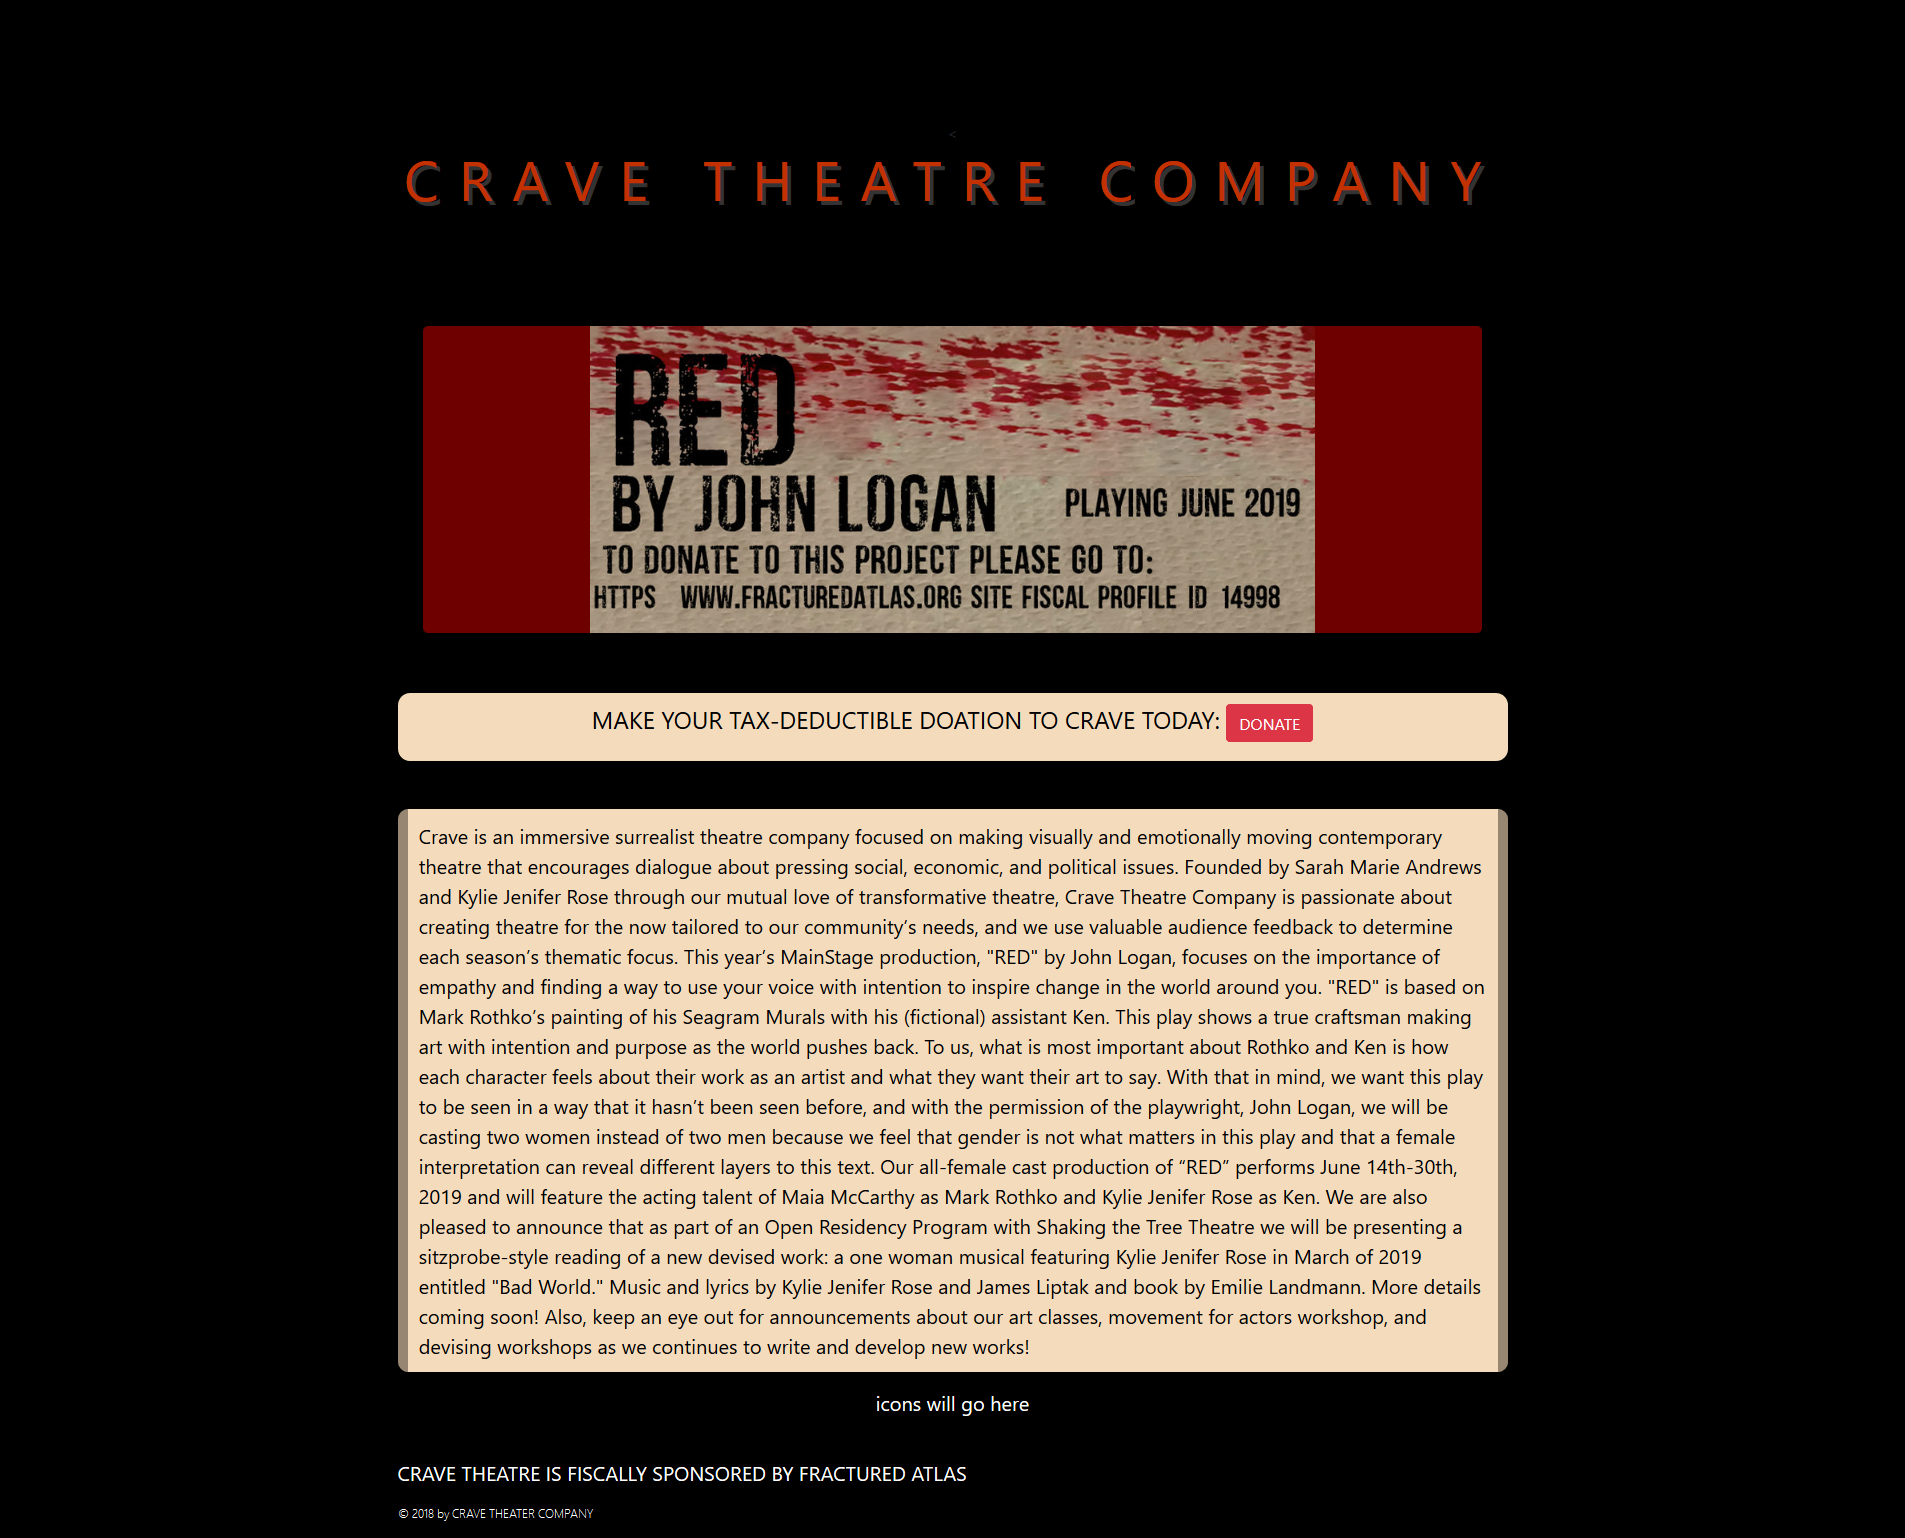 <
CRAVE THEATRE COMPANY
RED
BY JOHN LOGAN
PLAYING JUNE 2019
TO DONATE TO THIS PROJECT PLEASE GO TO:
HTTPS WWW.FRACTUREDATLAS.ORG SITE FISCAL PROFILE ID 14998
MAKE YOUR TAX-DEDUCTIBLE DOATION TO CRAVE TODAY: DONATE
Crave is an immersive surrealist theatre company focused on making visually and emotionally moving contemporary
theatre that encourages dialogue about pressing social, economic, and political issues. Founded by Sarah Marie Andrews
and Kylie Jenifer Rose through our mutual love of transformative theatre, Crave Theatre Company is passionate about
creating theatre for the now tailored to our community’s needs, and we use valuable audience feedback to determine
each season’s thematic focus. This year’s MainStage production, "RED" by John Logan, focuses on the importance of
empathy and finding a way to use your voice with intention to inspire change in the world around you. "RED" is based on
Mark Rothko’s painting of his Seagram Murals with his (fictional) assistant Ken. This play shows a true craftsman making
art with intention and purpose as the world pushes back. To us, what is most important about Rothko and Ken is how
each character feels about their work as an artist and what they want their art to say. With that in mind, we want this play
to be seen in a way that it hasn’t been seen before, and with the permission of the playwright, John Logan, we will be
casting two women instead of two men because we feel that gender is not what matters in this play and that a female
interpretation can reveal different layers to this text. Our all-female cast production of “RED” performs June 14th-30th,
2019 and will feature the acting talent of Maia McCarthy as Mark Rothko and Kylie Jenifer Rose as Ken. We are also
pleased to announce that as part of an Open Residency Program with Shaking the Tree Theatre we will be presenting a
sitzprobe-style reading of a new devised work: a one woman musical featuring Kylie Jenifer Rose in March of 2019
entitled "Bad World." Music and lyrics by Kylie Jenifer Rose and James Liptak and book by Emilie Landmann. More details
coming soon! Also, keep an eye out for announcements about our art classes, movement for actors workshop, and
devising workshops as we continues to write and develop new works!
icons will go here
CRAVE THEATRE IS FISCALLY SPONSORED BY FRACTURED ATLAS
© 2018 by CRAVE THEATER COMPANY